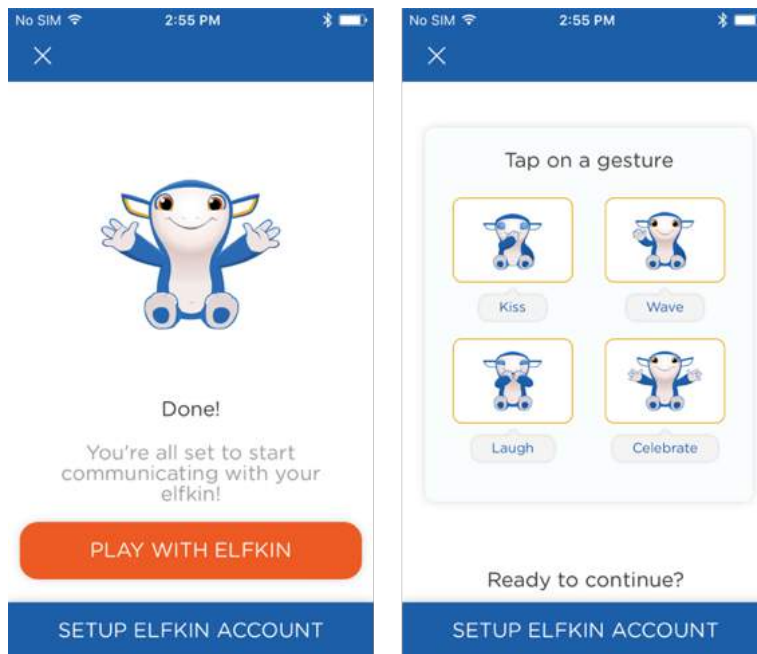 No SIM 2:55 PM
Done!
You're all set to start
communicating with your
elfkin!
PLAY WITH ELFKIN
SETUP ELFKIN ACCOUNT
No SIM 2:55 PM
Tap on a gesture
Kiss Wave
Laugh Celebrate
Ready to continue?
SETUP ELFKIN ACCOUNT